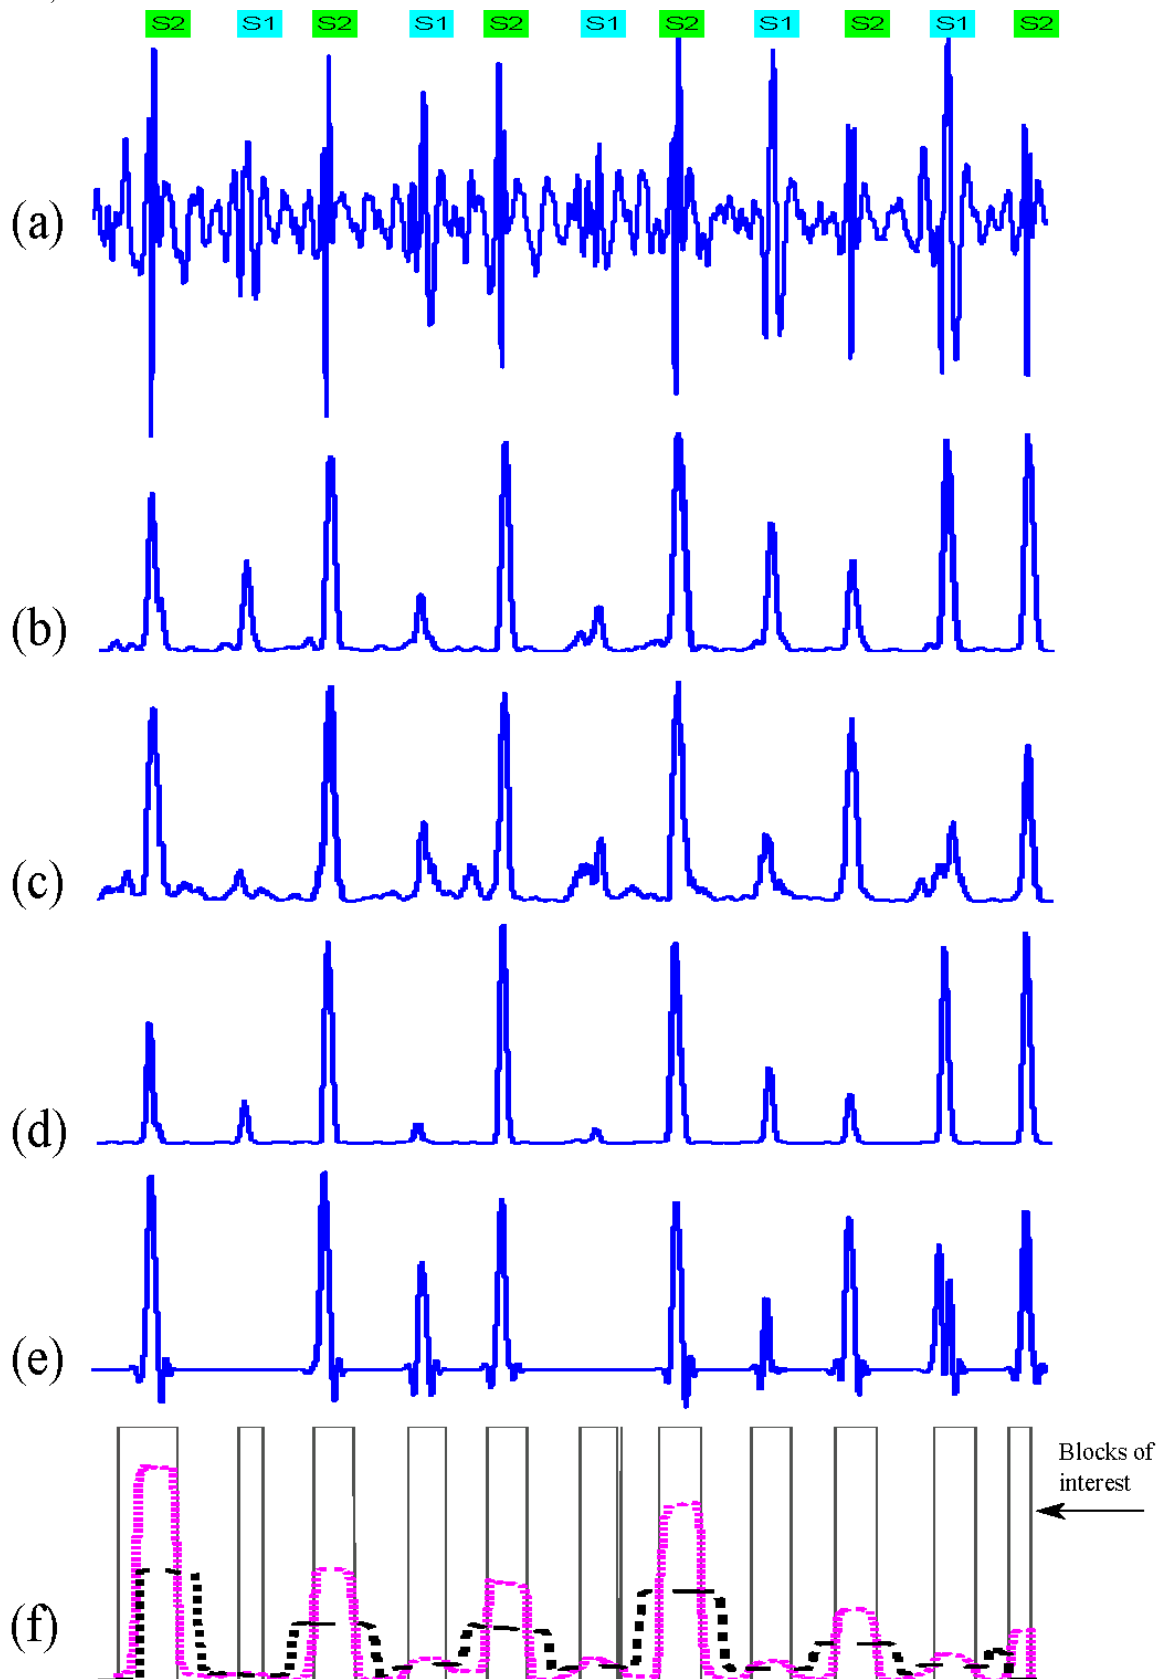 S2 S1 S2 S1 S2 S1 S2 S1 S2 S1 S2
(a)
(b)
(c)
(d)
(e)
Blocks of
interest
(f)